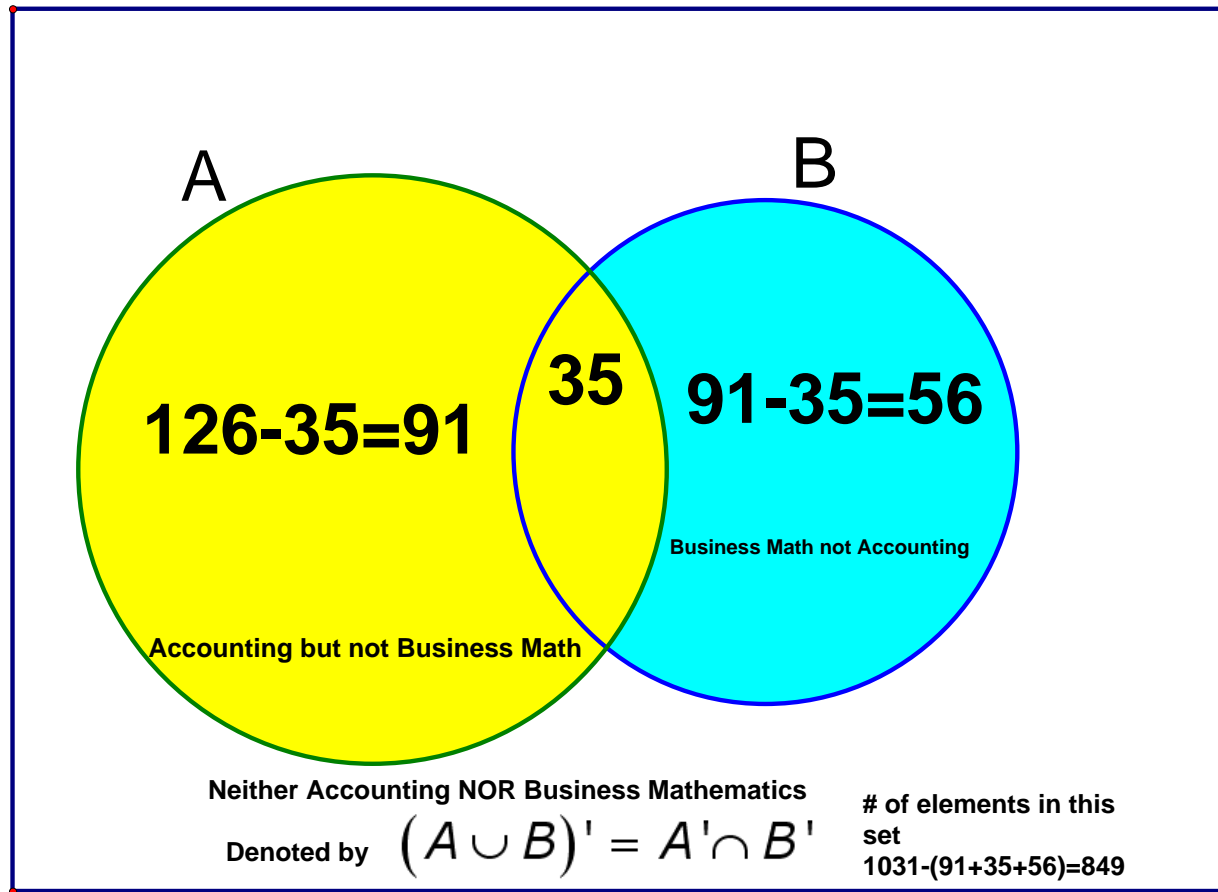 A
B
35
126-35=91
91-35=56
Business Math not Accounting
Accounting but not Business Math
Neither Accounting NOR Business Mathematics
Denoted by (A ∪ B)' = A'∩ B'
# of elements in this
set
1031-(91+35+56)=849